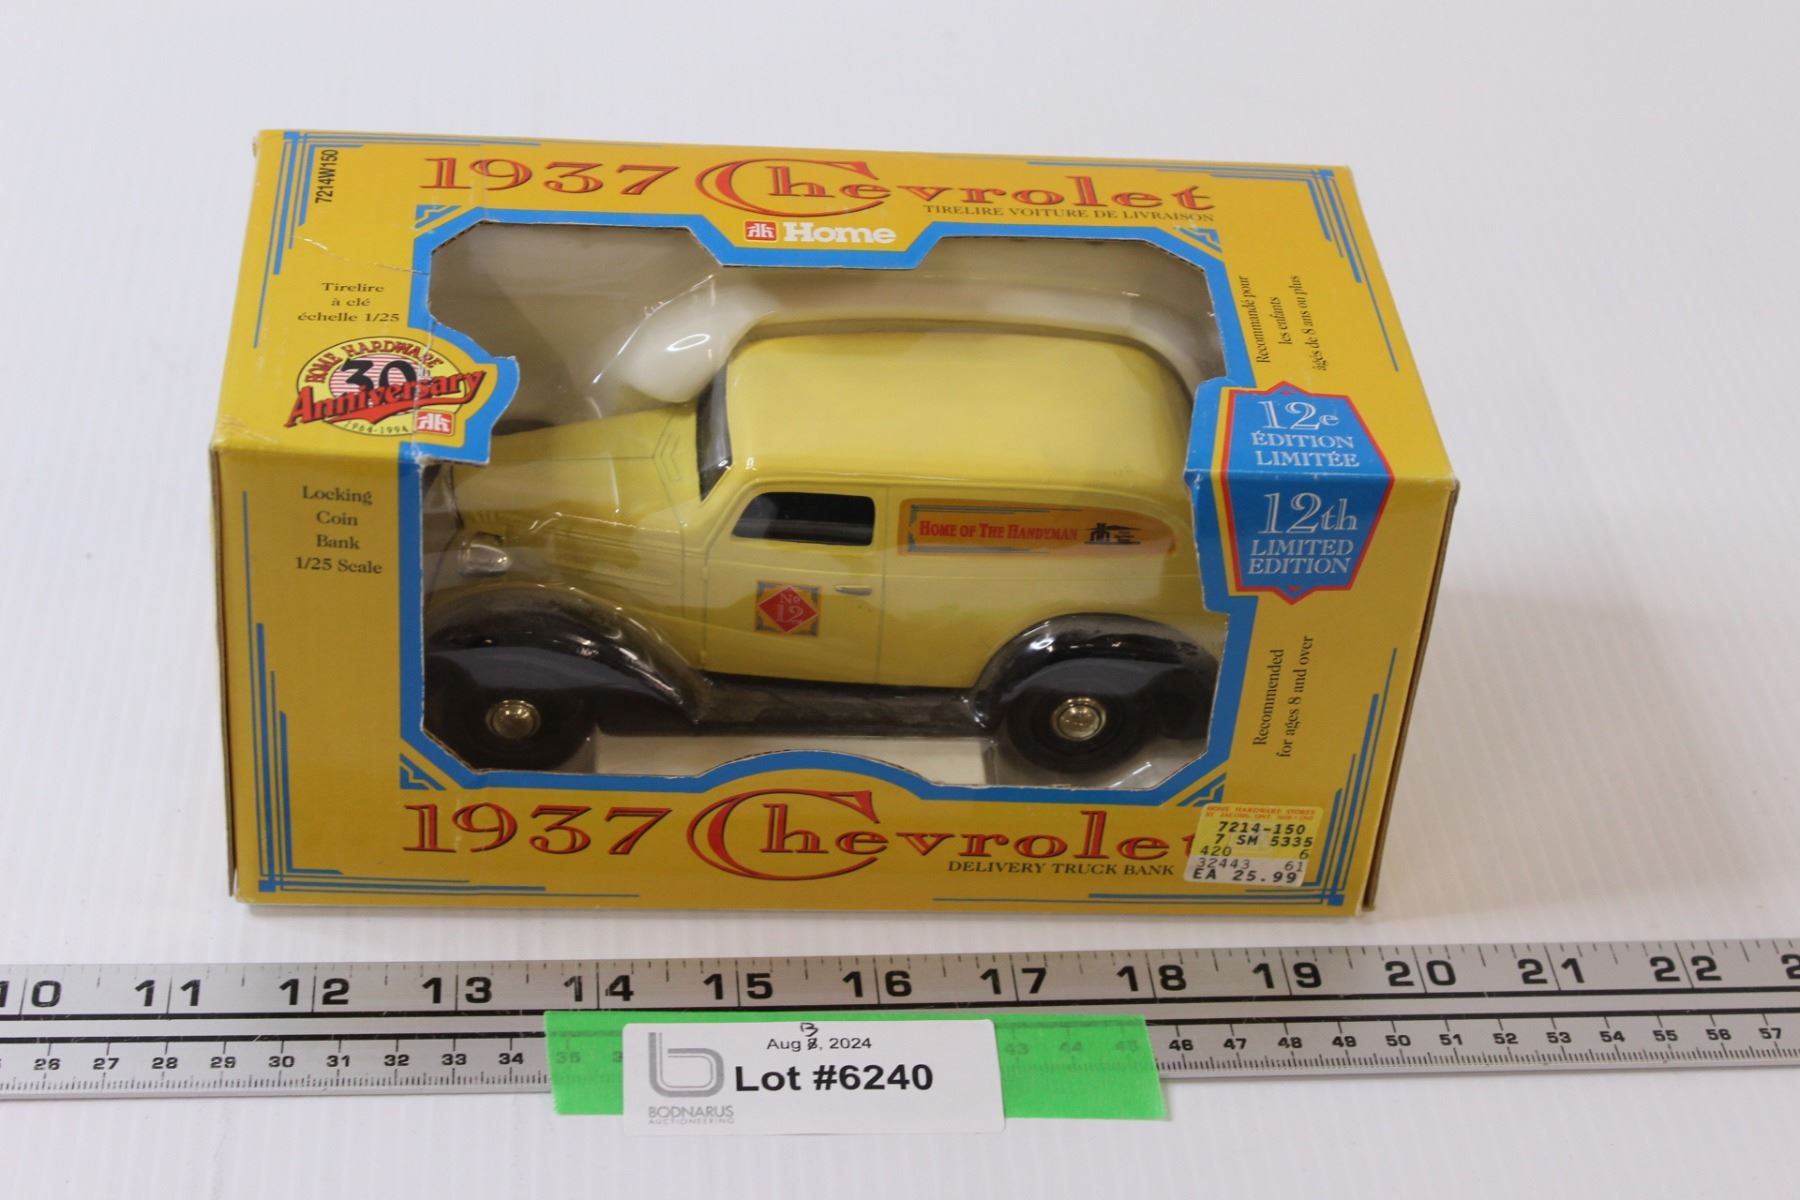 7214W150
1937 Chevrolet
TIRELIRE VOITURE DE LIVRAISON
Home
Tirelire
à clé
échelle 1/25
HOME HARDWARE
30th
Anniversary
1964-1994
Recommandé pour
les enfants
âgés de 8 ans ou plus
12e
ÉDITION
LIMITÉE
12th
LIMITED
EDITION
Locking
Coin
Bank
1/25 Scale
HOME OF THE HANDYMAN
No
12
Recommended
for ages 8 and over
1937 Chevrolet
DELIVERY TRUCK BANK
HOME HARDWARE STORES
7214-150
7 SM 5335
420 6
32443 61
EA 25.99
10 11 12 13 14 15 16 17 18 19 20 21 22 2
26 27 28 29 30 31 32 33 34 35 3 43 44 45 46 47 48 49 50 51 52 53 54 55 56 57
Aug 13, 2024
Lot #6240
BODNARUS
AUCTIONEERING